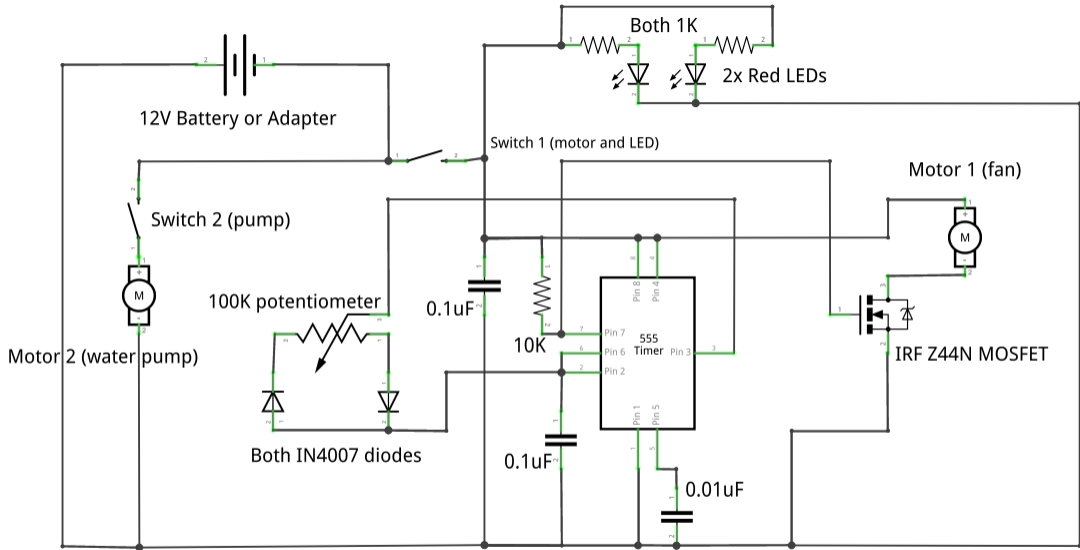 Both 1K
2x Red LEDs
12V Battery or Adapter
Switch 1 (motor and LED)
Motor 1 (fan)
Switch 2 (pump)
M
M
100K potentiometer
0.1uF
10K
Pin 8
Pin 4
Pin 7
Pin 6
Pin 2
555
Timer
Pin 3
Pin 1
Pin 5
IRF Z44N MOSFET
Motor 2 (water pump)
Both IN4007 diodes
0.1uF
0.01uF